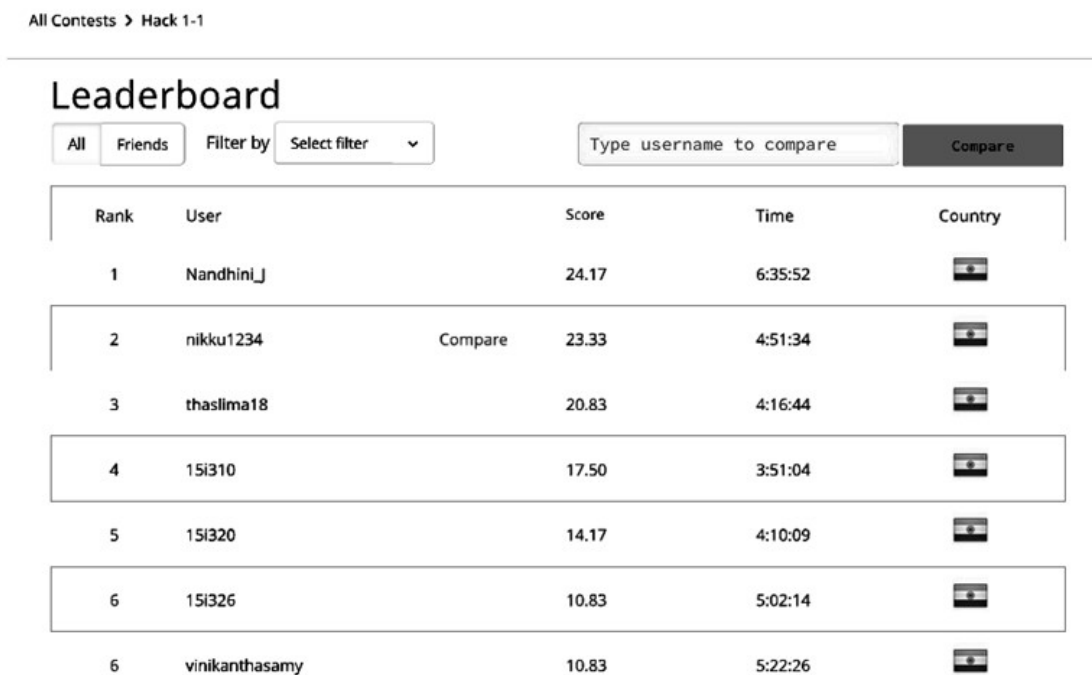 All Contests > Hack 1-1
Leaderboard
All Friends Filter by Select filter Type username to compare Compare
Rank User Score Time Country
1 Nandhini_J 24.17 6:35:52
2 nikku1234 Compare 23.33 4:51:34
3 thaslima18 20.83 4:16:44
4 15i310 17.50 3:51:04
5 15i320 14.17 4:10:09
6 15i326 10.83 5:02:14
6 vinikanthasamy 10.83 5:22:26